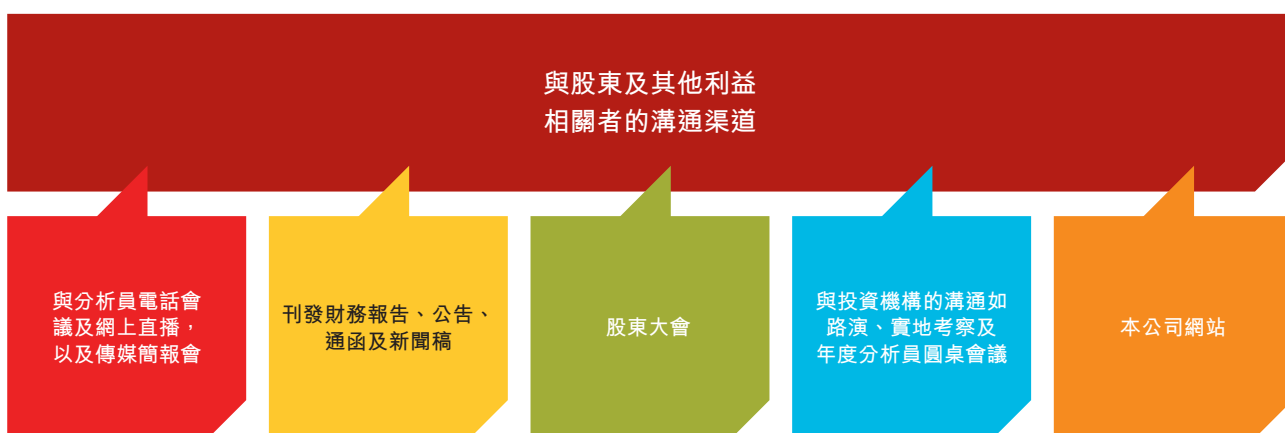 與股東及其他利益
相關者的溝通渠道
與分析員電話會
議及網上直播，
以及傳媒簡報會
刊發財務報告、公告、
通函及新聞稿
股東大會
與投資機構的溝通如
路演、實地考察及
年度分析員圓桌會議
本公司網站